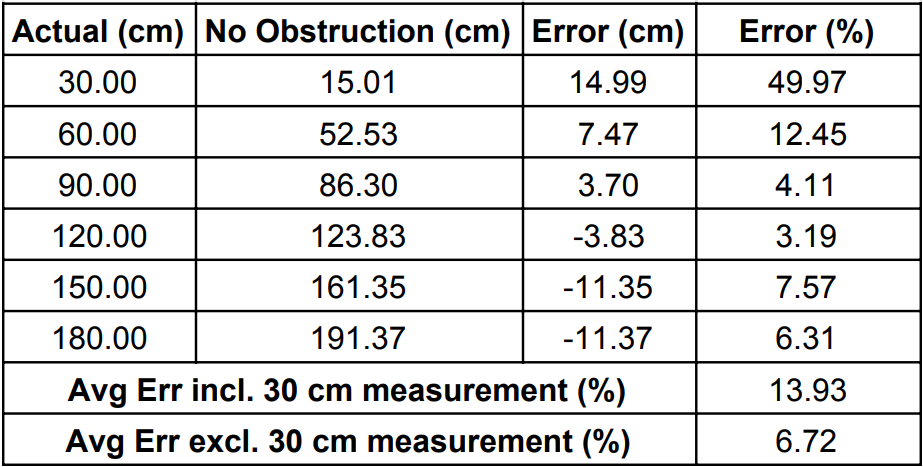 Actual (cm) No Obstruction (cm) Error (cm) Error (%)
30.00 15.01 14.99 49.97
60.00 52.53 7.47 12.45
90.00 86.30 3.70 4.11
120.00 123.83 -3.83 3.19
150.00 161.35 -11.35 7.57
180.00 191.37 -11.37 6.31
Avg Err incl. 30 cm measurement (%) 13.93
Avg Err excl. 30 cm measurement (%) 6.72